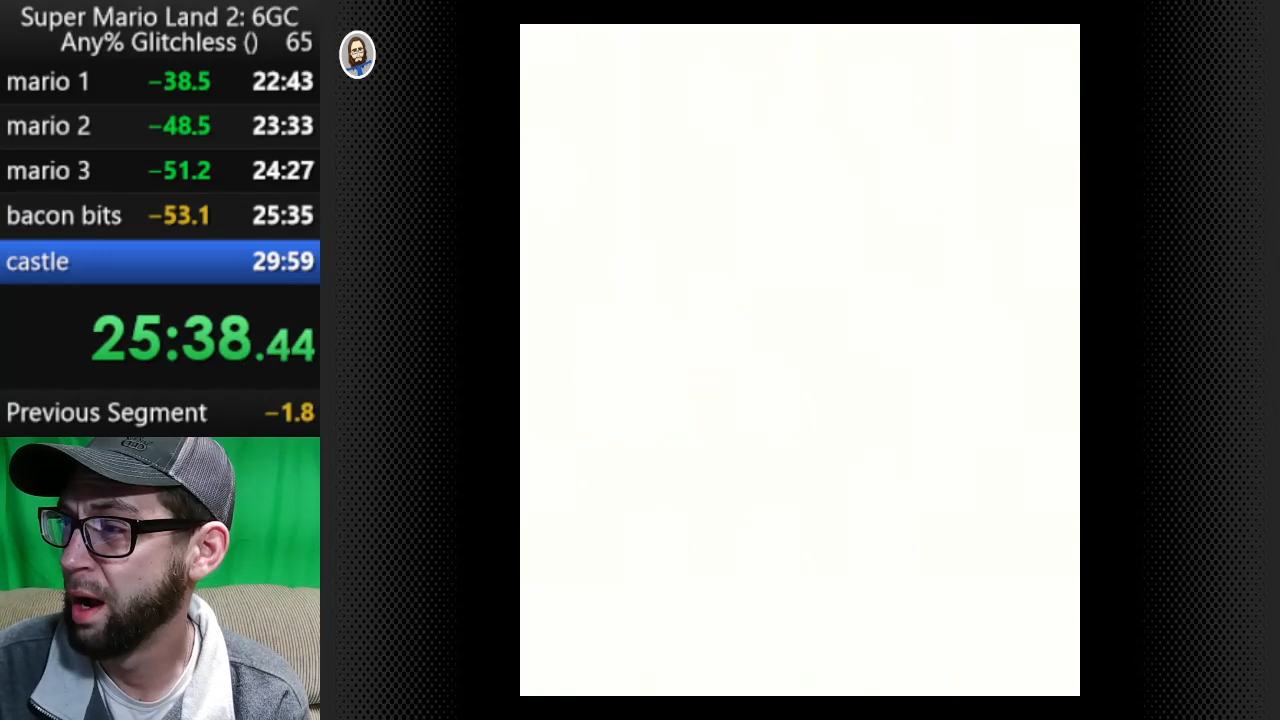 Super Mario Land 2: 6GC
Any% Glitchless () 65
mario 1 −38.5 22:43
mario 2 −48.5 23:33
mario 3 −51.2 24:27
bacon bits −53.1 25:35
castle 29:59
25:38.44
Previous Segment −1.8